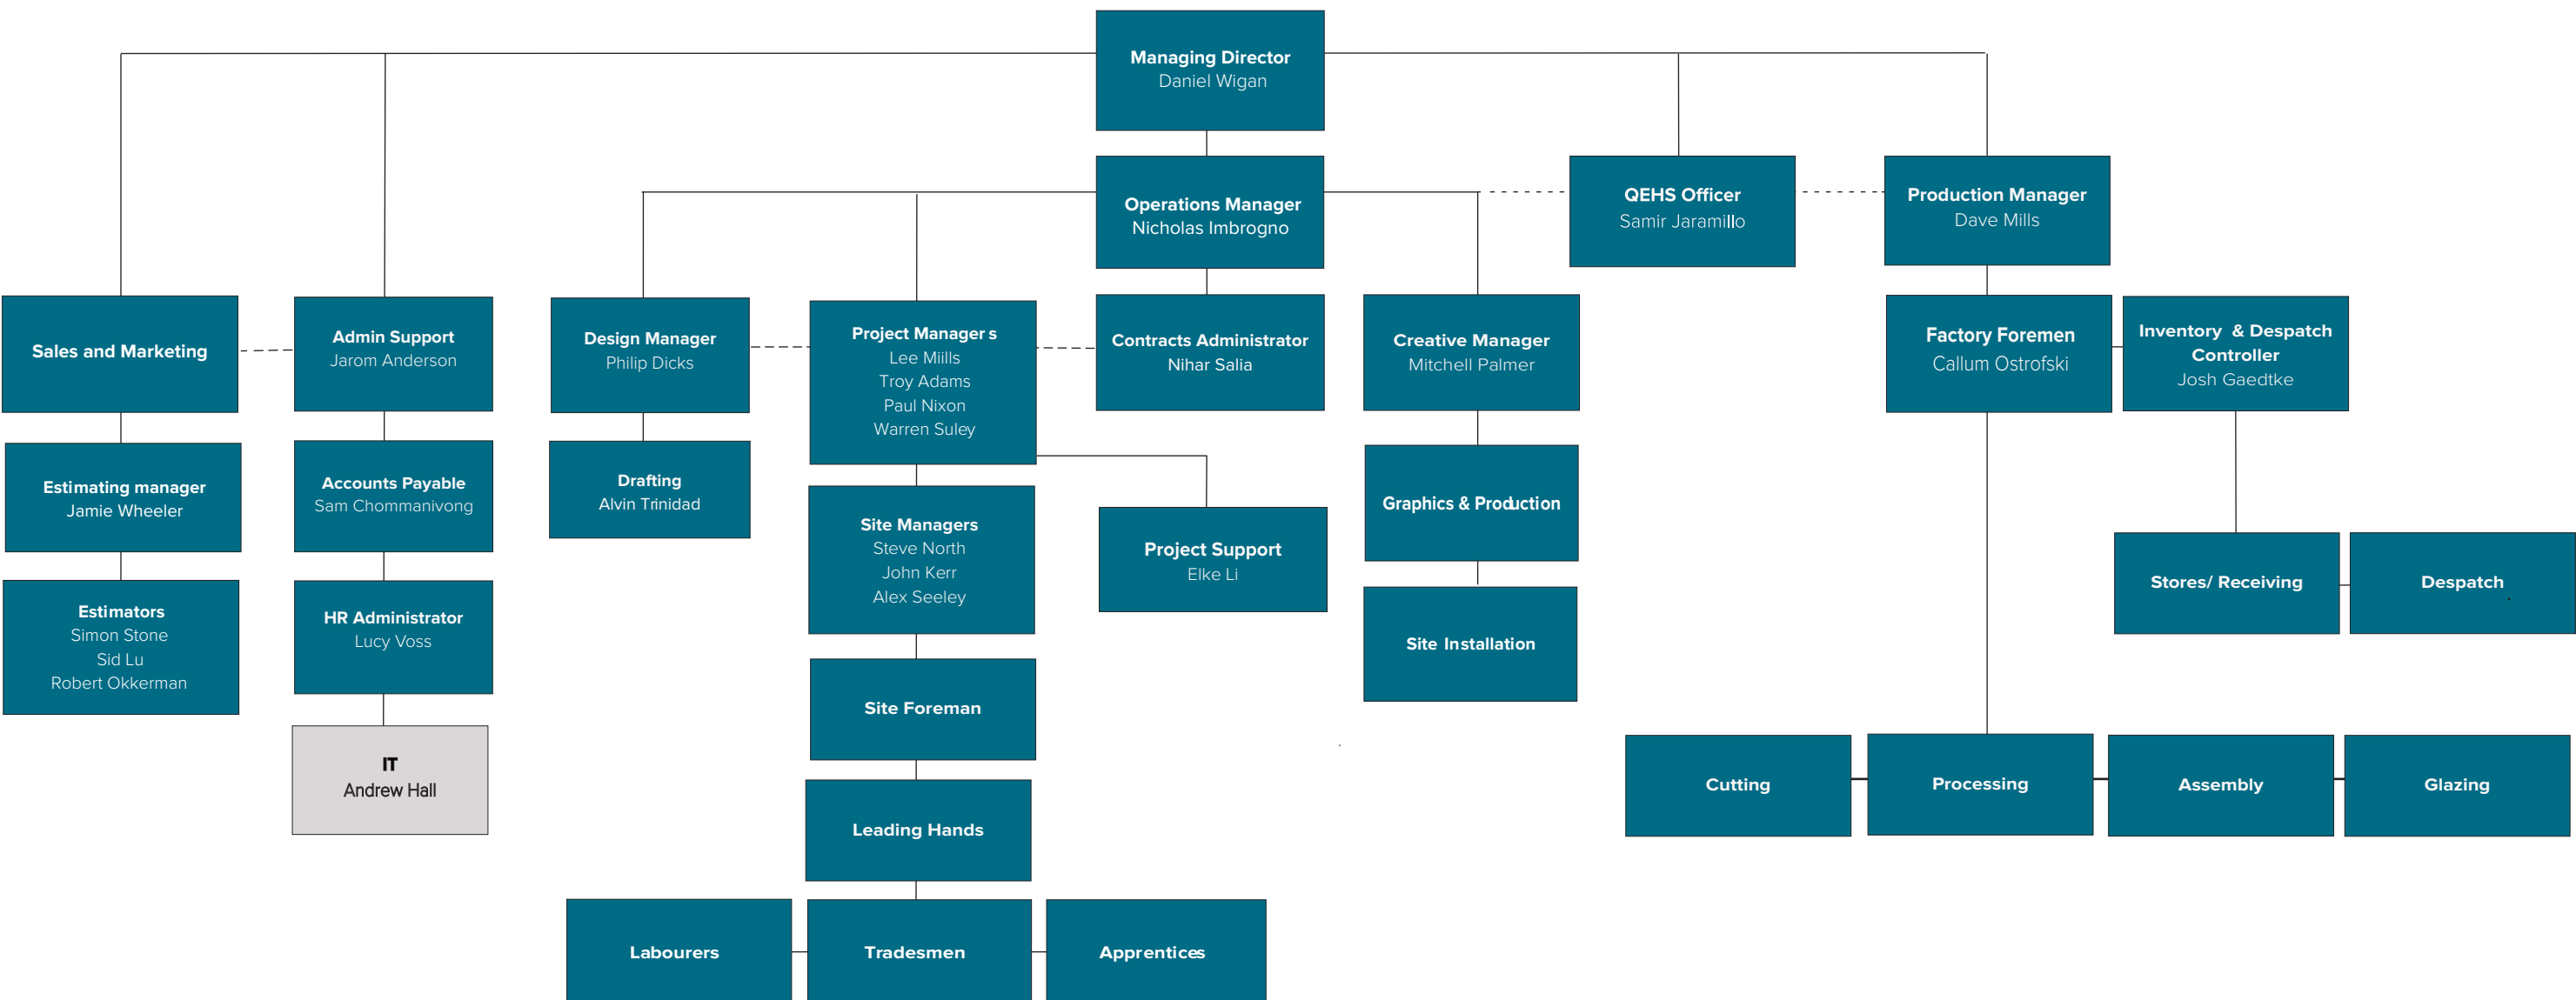 Managing Director
Daniel Wigan
Operations Manager
Nicholas Imbrogno
QEHS Officer
Samir Jaramillo
Production Manager
Dave Mills
Sales and Marketing
Admin Support
Jarom Anderson
Design Manager
Philip Dicks
Project Manager s
Lee Miills
Troy Adams
Paul Nixon
Warren Suley
Contracts Administrator
Nihar Salia
Creative Manager
Mitchell Palmer
Factory Foremen
Callum Ostrofski
Inventory & Despatch
Controller
Josh Gaedtke
Estimating manager
Jamie Wheeler
Accounts Payable
Sam Chommanivong
Drafting
Alvin Trinidad
Site Managers
Steve North
John Kerr
Alex Seeley
Project Support
Elke Li
Graphics & Production
Stores/ Receiving
Despatch
Estimators
Simon Stone
Sid Lu
Robert Okkerman
HR Administrator
Lucy Voss
Site Installation
Site Foreman
IT
Andrew Hall
Cutting
Processing
Assembly
Glazing
Leading Hands
Labourers
Tradesmen
Apprentices